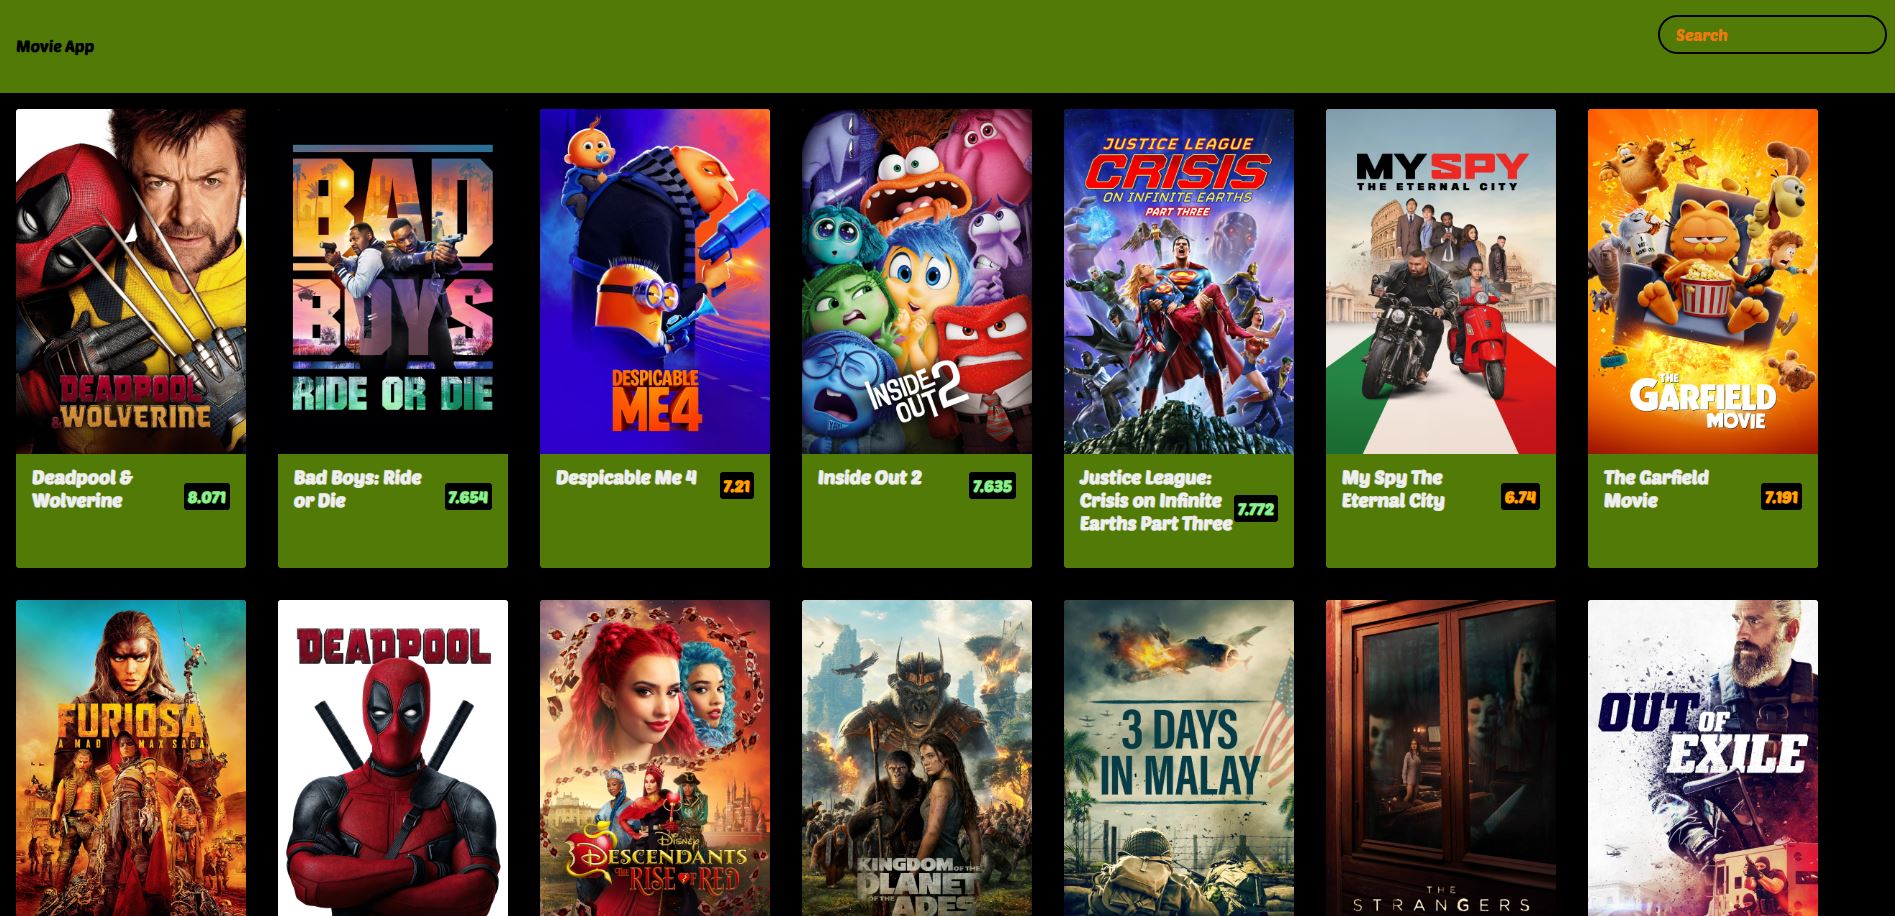 Movie App
Search
DEADPOOL
& WOLVERINE
BAD
BOYS
RIDE OR DIE
DESPICABLE
ME 4
INSIDE
OUT 2
JUSTICE LEAGUE
CRISIS
ON INFINITE EARTHS
PART THREE
MY SPY
THE ETERNAL CITY
THE
GARFIELD
MOVIE
Deadpool &
Wolverine
8.071
Bad Boys: Ride
or Die
7.654
Despicable Me 4
7.21
Inside Out 2
7.635
Justice League:
Crisis on Infinite
Earths Part Three
7.772
My Spy The
Eternal City
6.74
The Garfield
Movie
7.191
FURIOSA
A MAD MAX SAGA
DEADPOOL
Disney
DESCENDANTS
THE RISE OF RED
KINGDOM OF THE
PLANET
OF THE
APES
3 DAYS
IN MALAY
THE
STRANGERS
OUT OF
EXILE